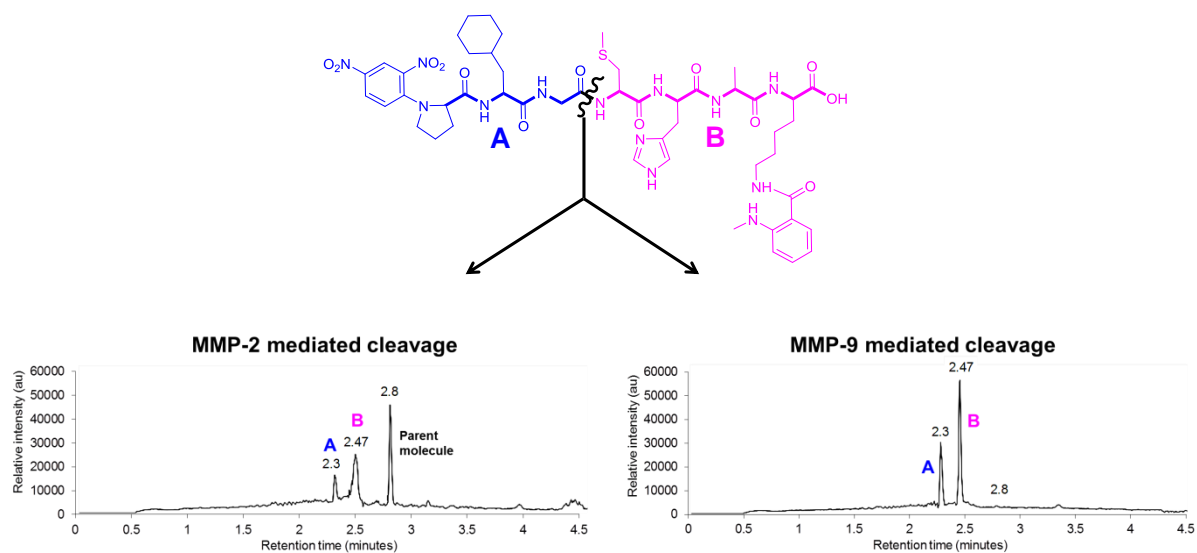 O₂N
NO₂
O
H
N
O
S
O
H
N
O
O
OH
N
N
H
O
N
H
O
N
H
O
A
N
N
H
B
NH
O
H
N
MMP-2 mediated cleavage
Relative intensity (au)
60000
50000
40000
30000
20000
10000
0
0
0.5
1
1.5
2
2.5
3
3.5
4
4.5
Retention time (minutes)
A
2.3
B
2.47
2.8
Parent
molecule
MMP-9 mediated cleavage
Relative intensity (au)
60000
50000
40000
30000
20000
10000
0
0
0.5
1
1.5
2
2.5
3
3.5
4
4.5
Retention time (minutes)
2.3
A
2.47
B
2.8